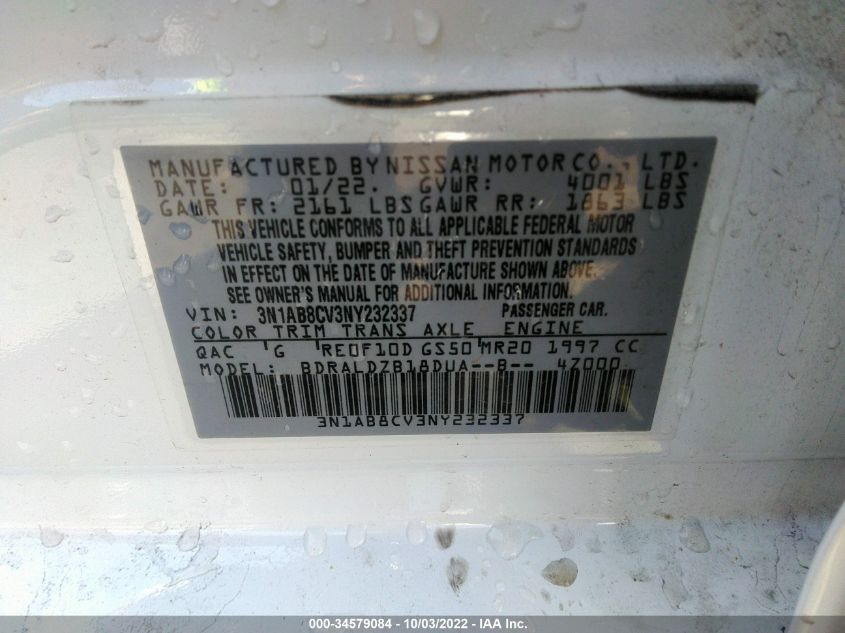 MANUFACTURED BY NISSAN MOTOR CO., LTD.
DATE: 01/22. GVWR: 4001 LBS
GAWR FR: 2161 LBS GAWR RR: 1863 LBS
THIS VEHICLE CONFORMS TO ALL APPLICABLE FEDERAL MOTOR
VEHICLE SAFETY, BUMPER AND THEFT PREVENTION STANDARDS
IN EFFECT ON THE DATE OF MANUFACTURE SHOWN ABOVE.
SEE OWNER'S MANUAL FOR ADDITIONAL INFORMATION.
VIN: 3N1AB8CV3NY232337 PASSENGER CAR.
COLOR TRIM TRANS AXLE ENGINE
QAC G RE0F10D GS50 MR20 1997 CC
MODEL: BDRALDZB18DUA--B-- 47000
3N1AB8CV3NY232337
000-34579084 - 10/03/2022 - IAA Inc.